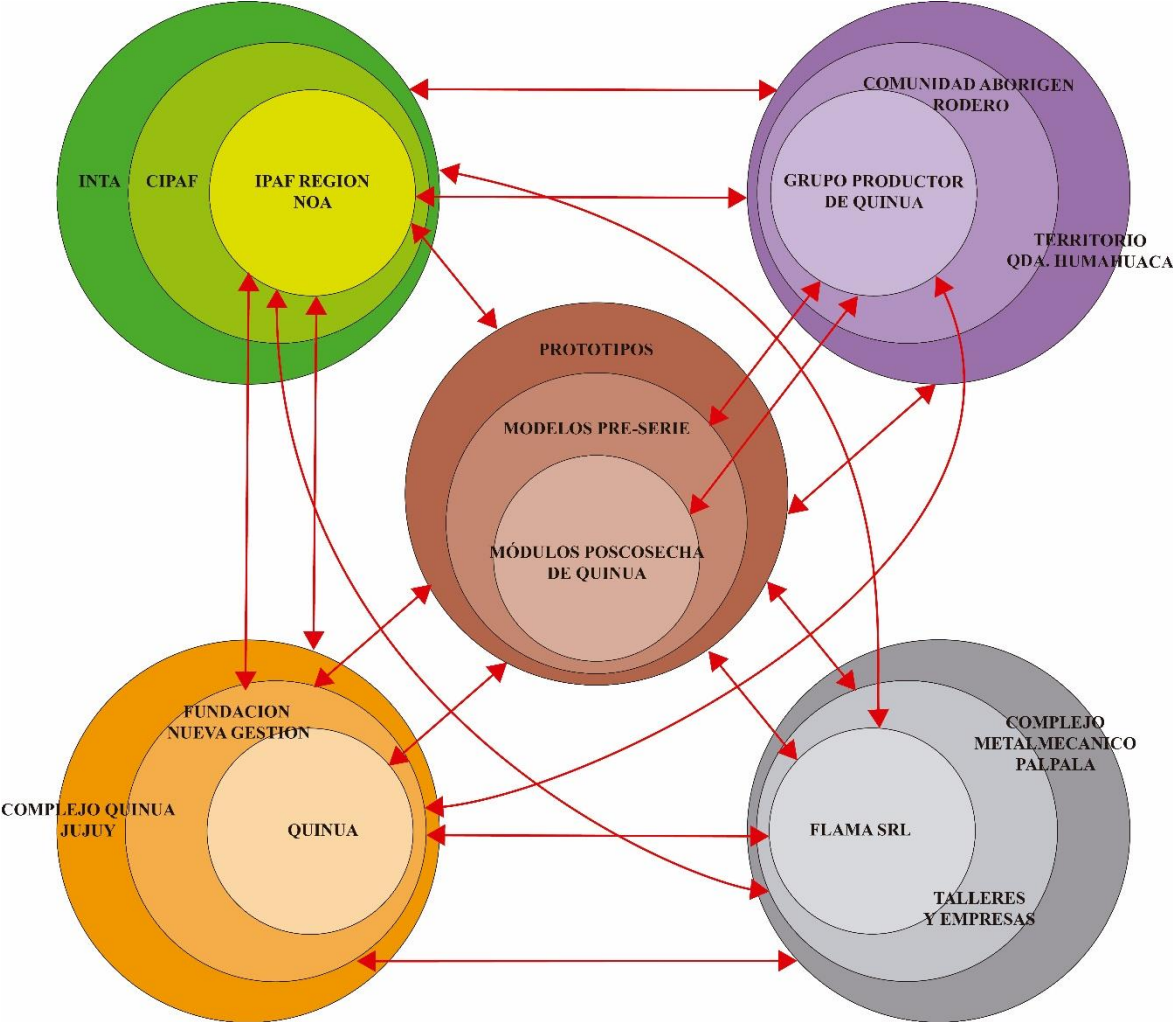 INTA
CIPAF
IPAF REGION
NOA
COMUNIDAD ABORIGEN
RODERO
GRUPO PRODUCTOR
DE QUINUA
TERRITORIO
QDA. HUMAHUACA
PROTOTIPOS
MODELOS PRE-SERIE
MÓDULOS POSCOSECHA
DE QUINUA
FUNDACION
NUEVA GESTION
COMPLEJO QUINUA
JUJUY
QUINUA
COMPLEJO
METALMECANICO
PALPALA
FLAMA SRL
TALLERES
Y EMPRESAS